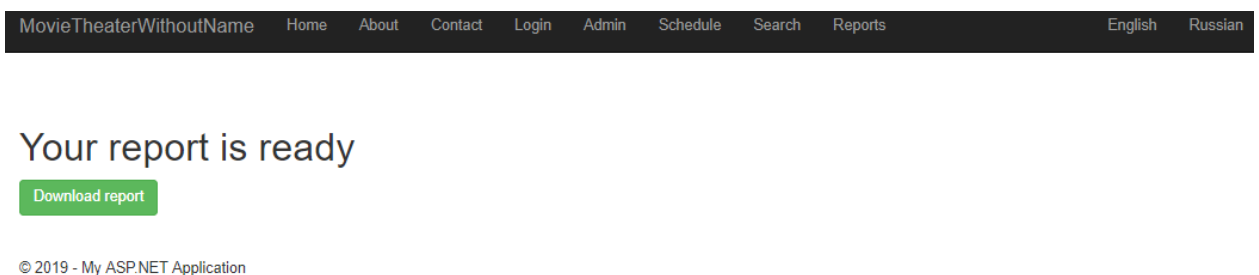 MovieTheaterWithoutName Home About Contact Login Admin Schedule Search Reports English Russian
Your report is ready
Download report
© 2019 - My ASP.NET Application